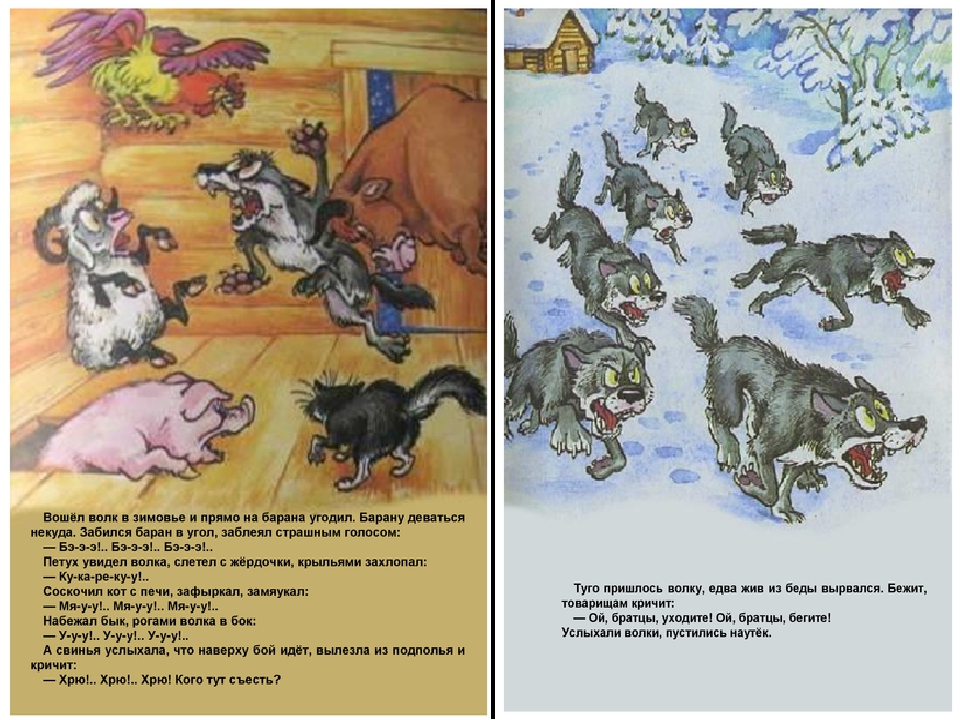 Вошёл волк в зимовье и прямо на барана угодил. Барану деваться
некуда. Забился баран в угол, заблеял страшным голосом:
— Бэ-э-э!.. Бэ-э-э!.. Бэ-э-э!..
Петух увидел волка, слетел с жёрдочки, крыльями захлопал:
— Ку-ка-ре-ку-у!..
Соскочил кот с печи, зафыркал, замяукал:
— Мя-у-у!.. Мя-у-у!.. Мя-у-у!..
Набежал бык, рогами волка в бок:
— У-у-у!.. У-у-у!.. У-у-у!..
А свинья услыхала, что наверху бой идёт, вылезла из подполья и
кричит:
— Хрю!.. Хрю!.. Хрю! Кого тут съесть?
Туго пришлось волку, едва жив из беды вырвался. Бежит,
товарищам кричит:
— Ой, братцы, уходите! Ой, братцы, бегите!
Услыхали волки, пустились наутёк.